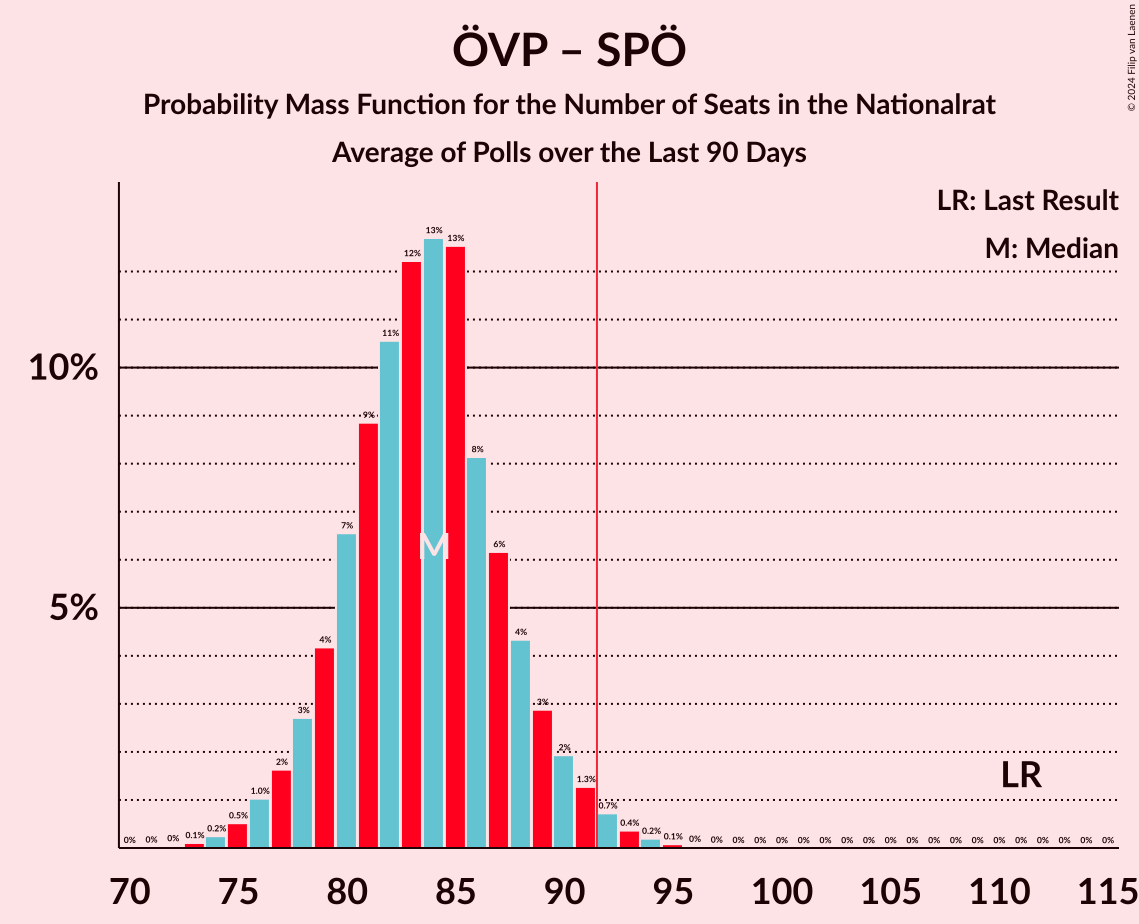 ÖVP – SPÖ
Probability Mass Function for the Number of Seats in the Nationalrat
Average of Polls over the Last 90 Days
© 2024 Filip van Laenen
LR: Last Result
M: Median
10%
5%
0% 0% 0% 0.1% 0.2% 0.5% 1.0% 2% 3% 4% 7% 9% 11% 12% 13% 13% 8% 6% 4% 3% 2% 1.3% 0.7% 0.4% 0.2% 0.1% 0% 0% 0% 0% 0% 0% 0% 0% 0% 0% 0% 0% 0% 0% 0% 0% 0% 0% 0% 0%
M
LR
70 75 80 85 90 95 100 105 110 115